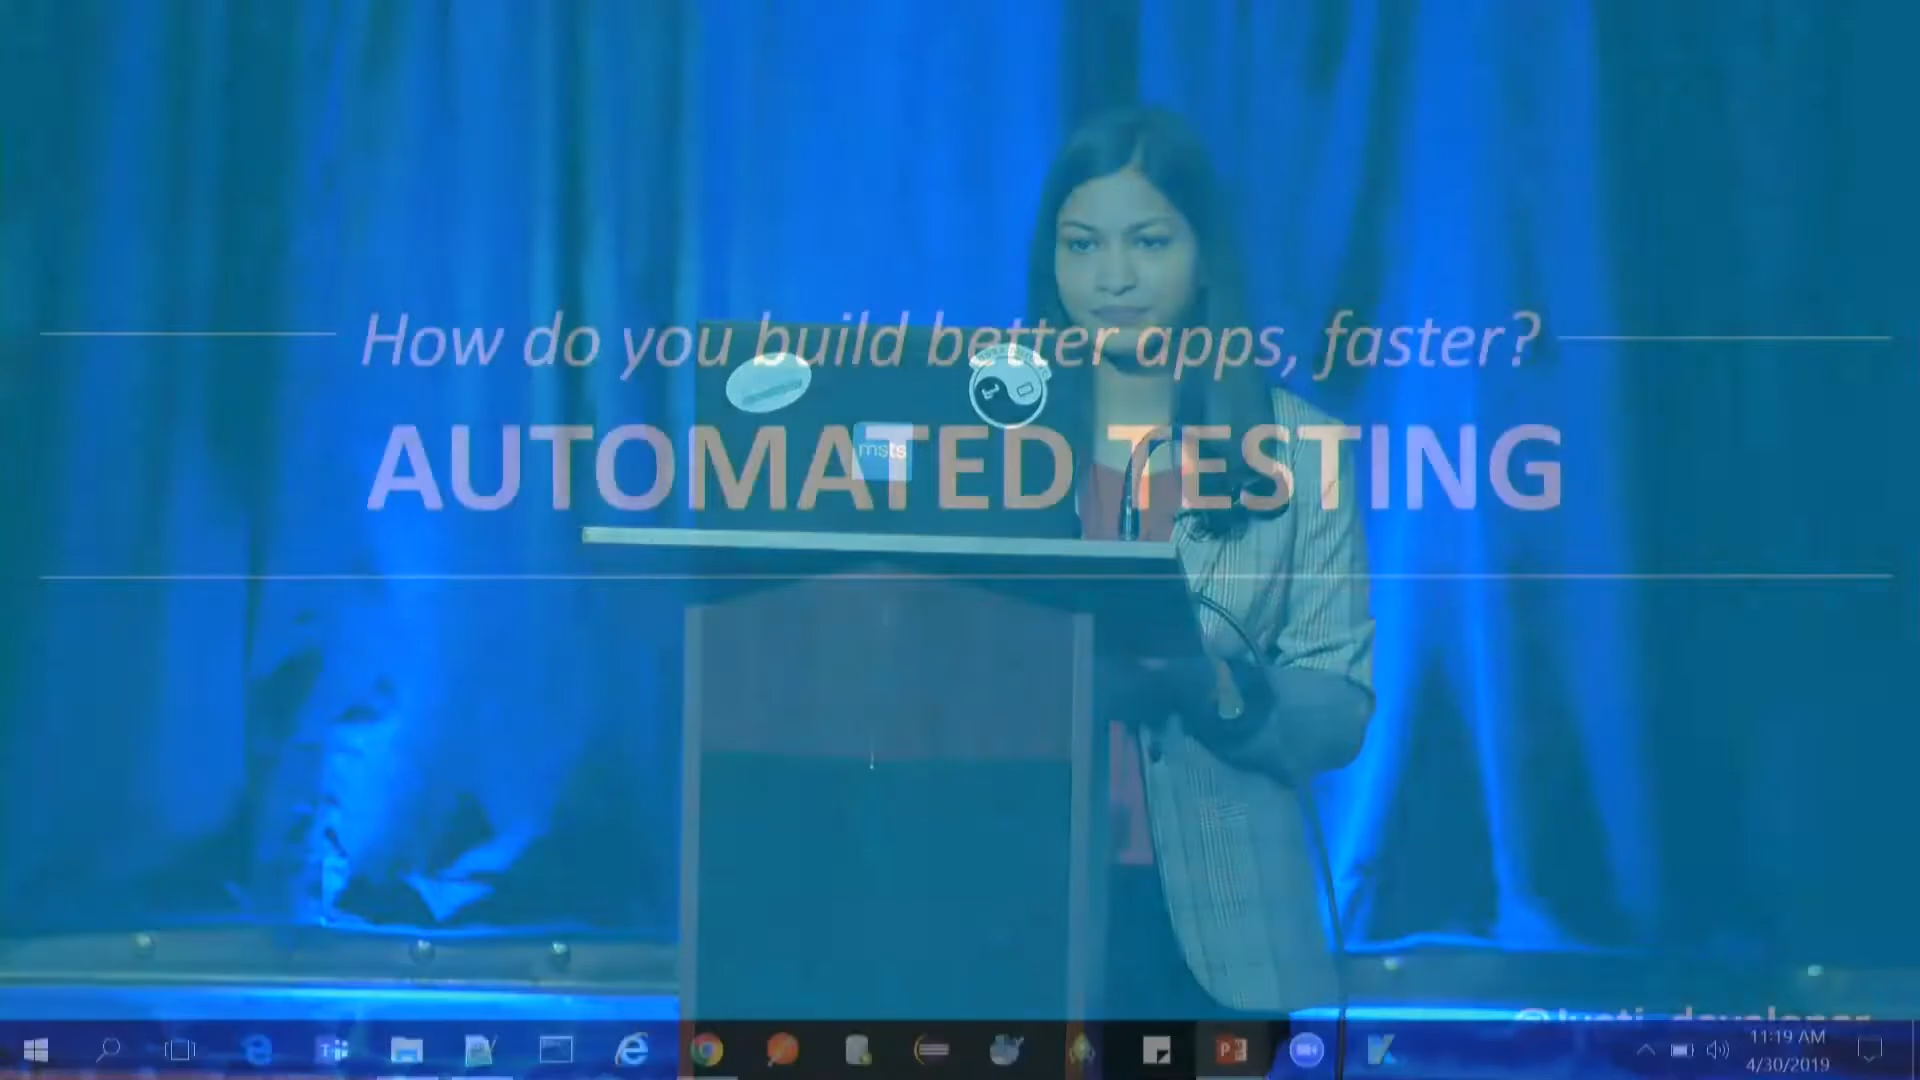 How do you build better apps, faster?
AUTOMATED TESTING
msts
11:19 AM
4/30/2019